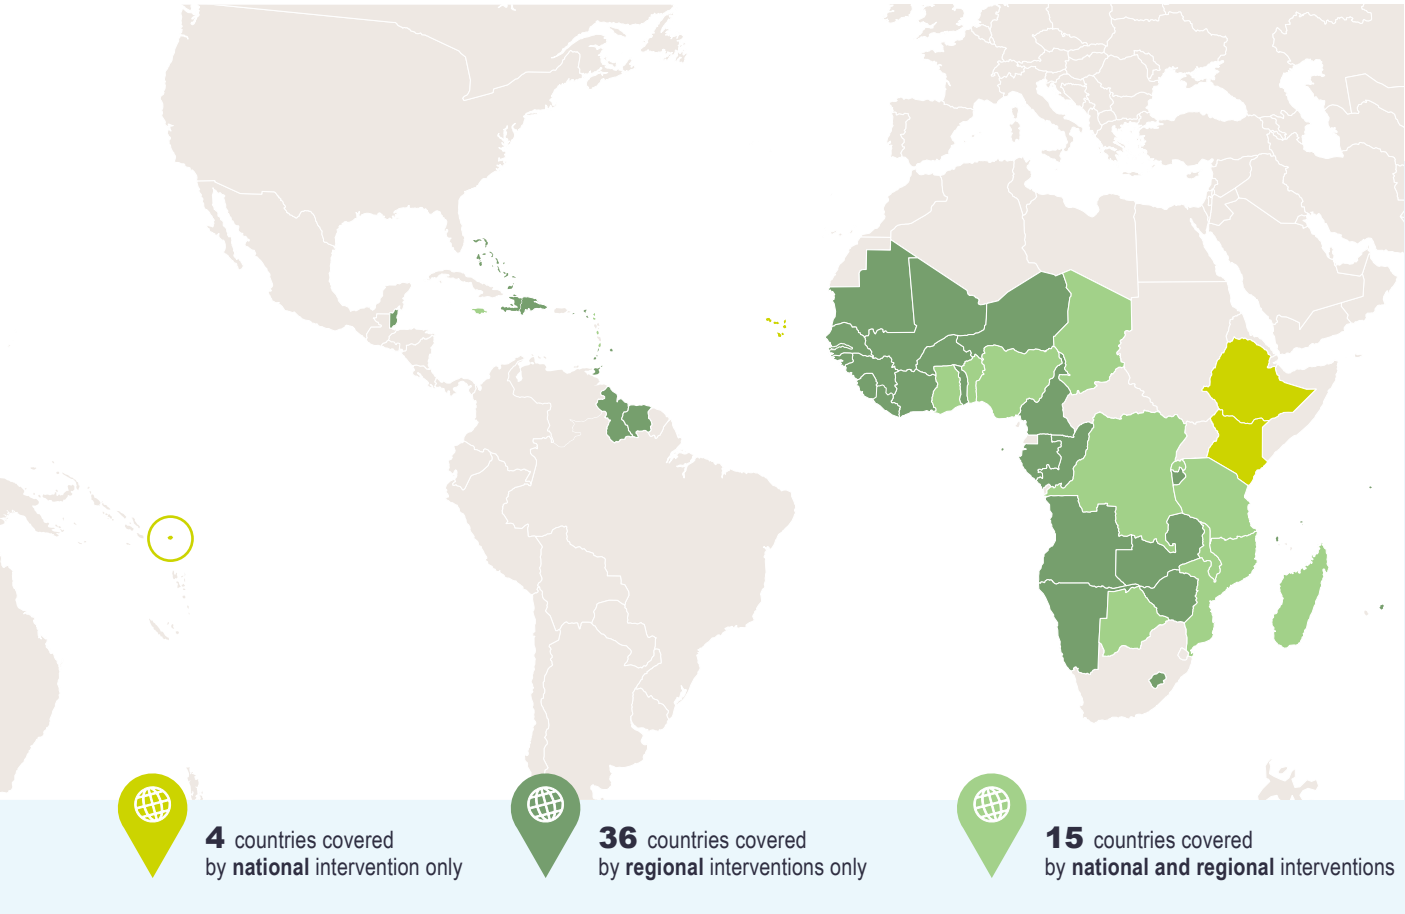 4 countries covered
by national intervention only
36 countries covered
by regional interventions only
15 countries covered
by national and regional interventions